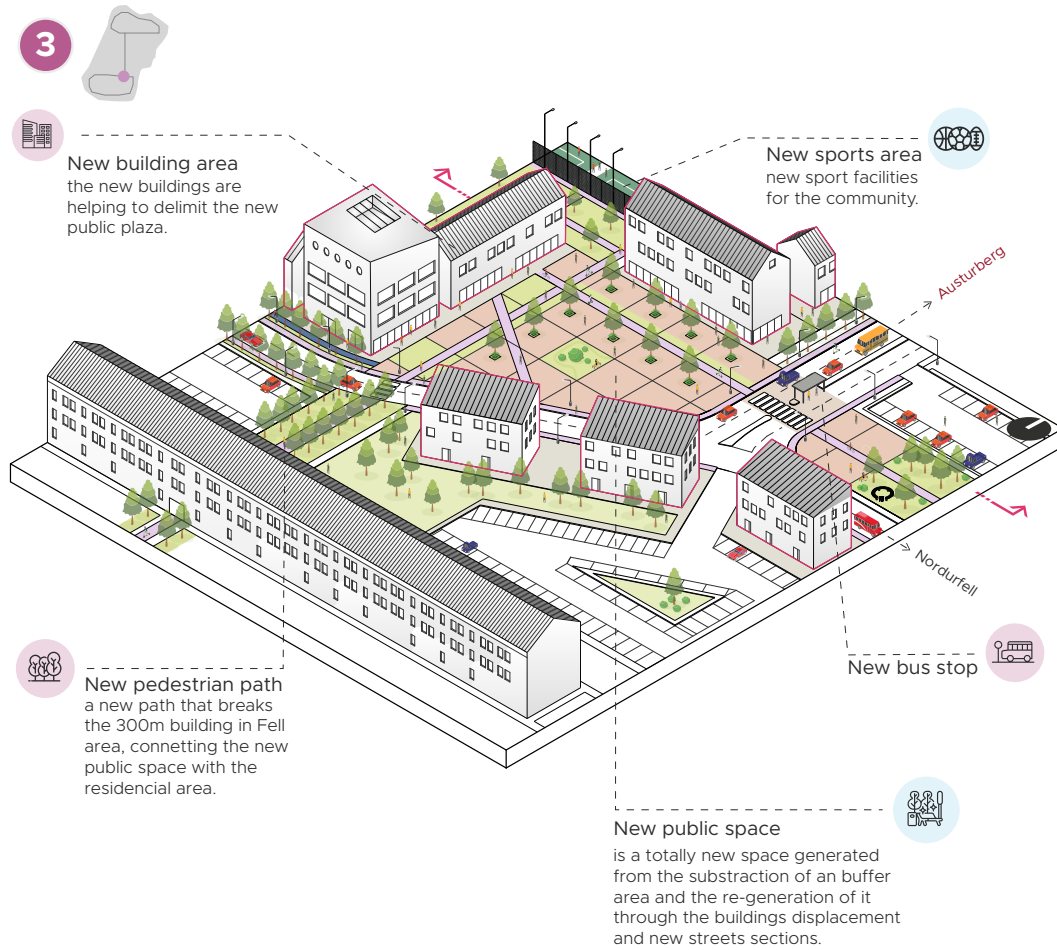 3
New building area
the new buildings are
helping to delimit the new
public plaza.
New sports area
new sport facilities
for the community.
Austurberg
Nordurfell
New bus stop
New pedestrian path
a new path that breaks
the 300m building in Fell
area, connetting the new
public space with the
residencial area.
New public space
is a totally new space generated
from the substraction of an buffer
area and the re-generation of it
through the buildings displacement
and new streets sections.